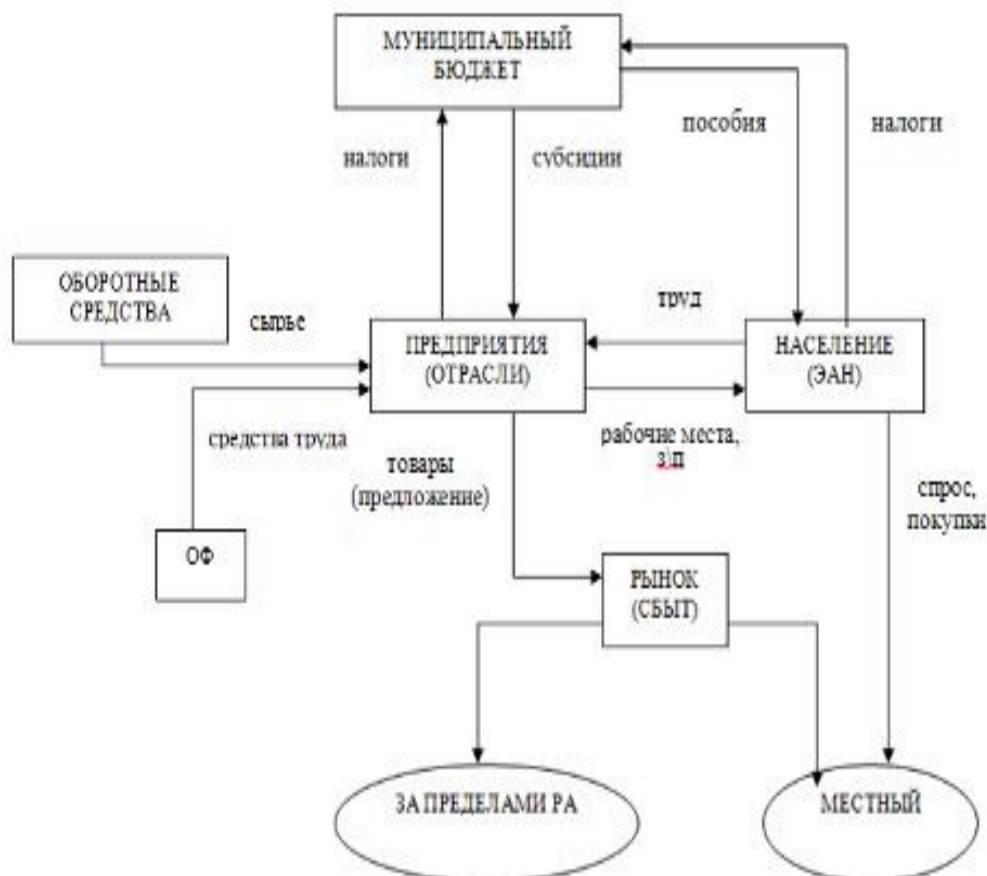 МУНИЦИПАЛЬНЫЙ
БЮДЖЕТ
пособия
налоги
налоги
субсидии
ОБОРОТНЫЕ
СРЕДСТВА
сырье
труд
ПРЕДПРИЯТИЯ
(ОТРАСЛИ)
НАСЕЛЕНИЕ
(ЭАН)
средства труда
рабочие места,
з\п
товары
(предложение)
спрос,
покупки
ОФ
РЫНОК
(СБЫТ)
ЗА ПРЕДЕЛАМИ РА
МЕСТНЫЙ